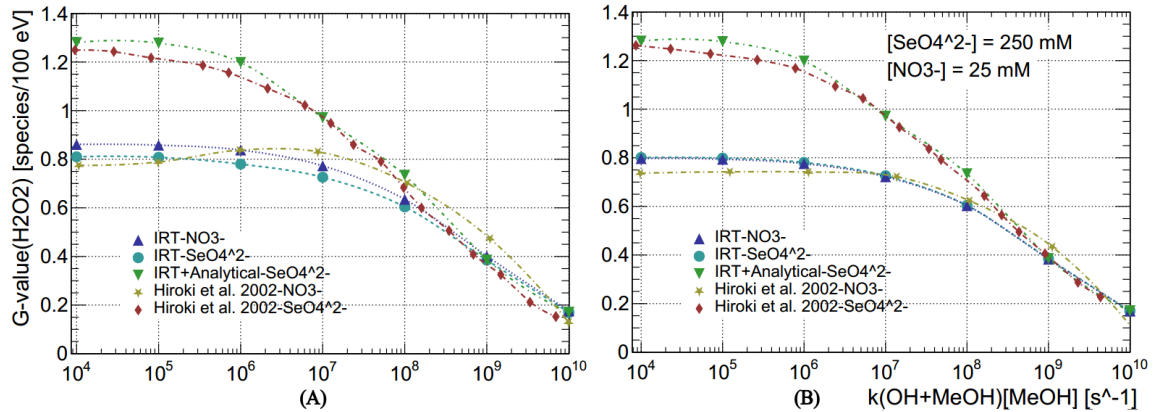 G-value(H2O2) [species/100 eV]
1.4
1.2
1
0.8
0.6
0.4
0.2
0
IRT-NO3-
IRT-SeO4^2-
IRT+Analytical-SeO4^2-
Hiroki et al. 2002-NO3-
Hiroki et al. 2002-SeO4^2-
10^4 10^5 10^6 10^7 10^8 10^9 10^10
(A)
1.4
1.2
1
0.8
0.6
0.4
0.2
0
[SeO4^2-] = 250 mM
[NO3-] = 25 mM
IRT-NO3-
IRT-SeO4^2-
IRT+Analytical-SeO4^2-
Hiroki et al. 2002-NO3-
Hiroki et al. 2002-SeO4^2-
10^4 10^5 10^6 10^7 10^8 10^9 10^10
(B) k(OH+MeOH)[MeOH] [s^-1]